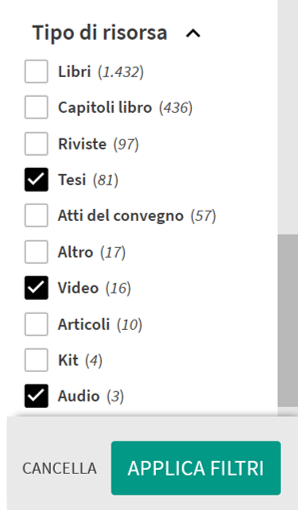 Tipo di risorsa
Libri (1.432)
Capitoli libro (436)
Riviste (97)
Tesi (81)
Atti del convegno (57)
Altro (17)
Video (16)
Articoli (10)
Kit (4)
Audio (3)
CANCELLA APPLICA FILTRI